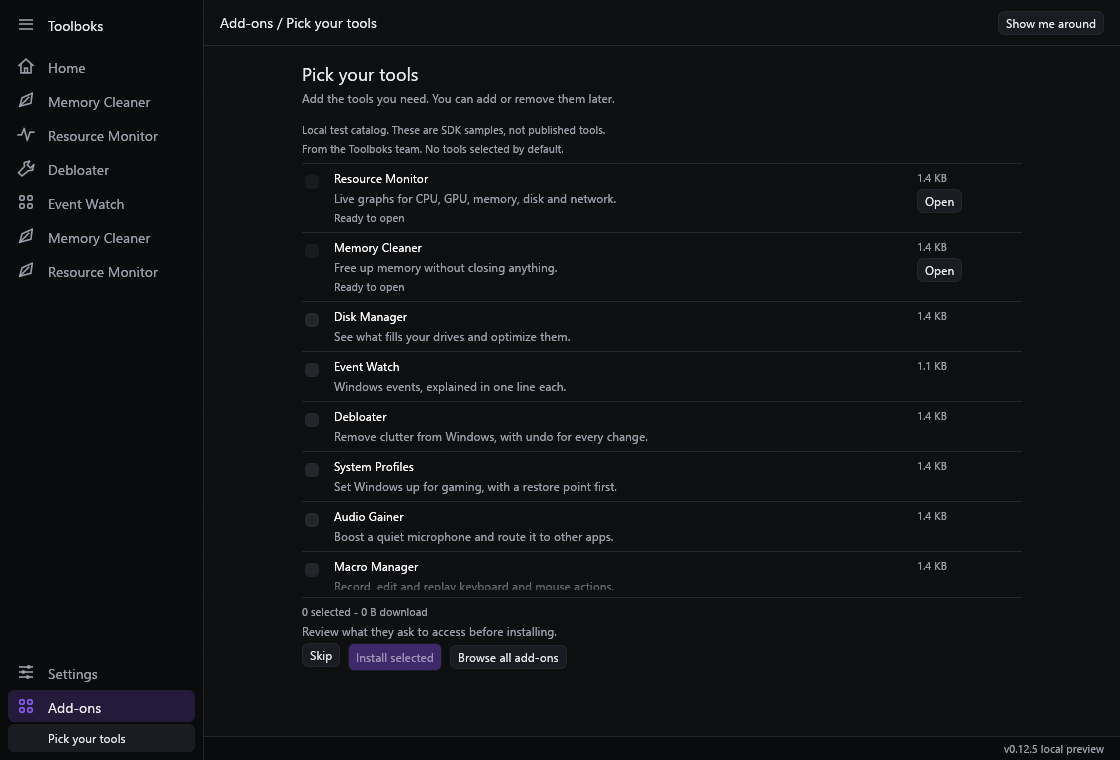 Toolboks
Add-ons / Pick your tools
Show me around
Home
Memory Cleaner
Resource Monitor
Debloater
Event Watch
Memory Cleaner
Resource Monitor
Settings
Add-ons
Pick your tools
Pick your tools
Add the tools you need. You can add or remove them later.
Local test catalog. These are SDK samples, not published tools.
From the Toolboks team. No tools selected by default.
Resource Monitor
1.4 KB
Live graphs for CPU, GPU, memory, disk and network.
Open
Ready to open
Memory Cleaner
1.4 KB
Free up memory without closing anything.
Open
Ready to open
Disk Manager
1.4 KB
See what fills your drives and optimize them.
Event Watch
1.1 KB
Windows events, explained in one line each.
Debloater
1.4 KB
Remove clutter from Windows, with undo for every change.
System Profiles
1.4 KB
Set Windows up for gaming, with a restore point first.
Audio Gainer
1.4 KB
Boost a quiet microphone and route it to other apps.
Macro Manager
1.4 KB
Record, edit and replay keyboard and mouse actions.
0 selected - 0 B download
Review what they ask to access before installing.
Skip
Install selected
Browse all add-ons
v0.12.5 local preview